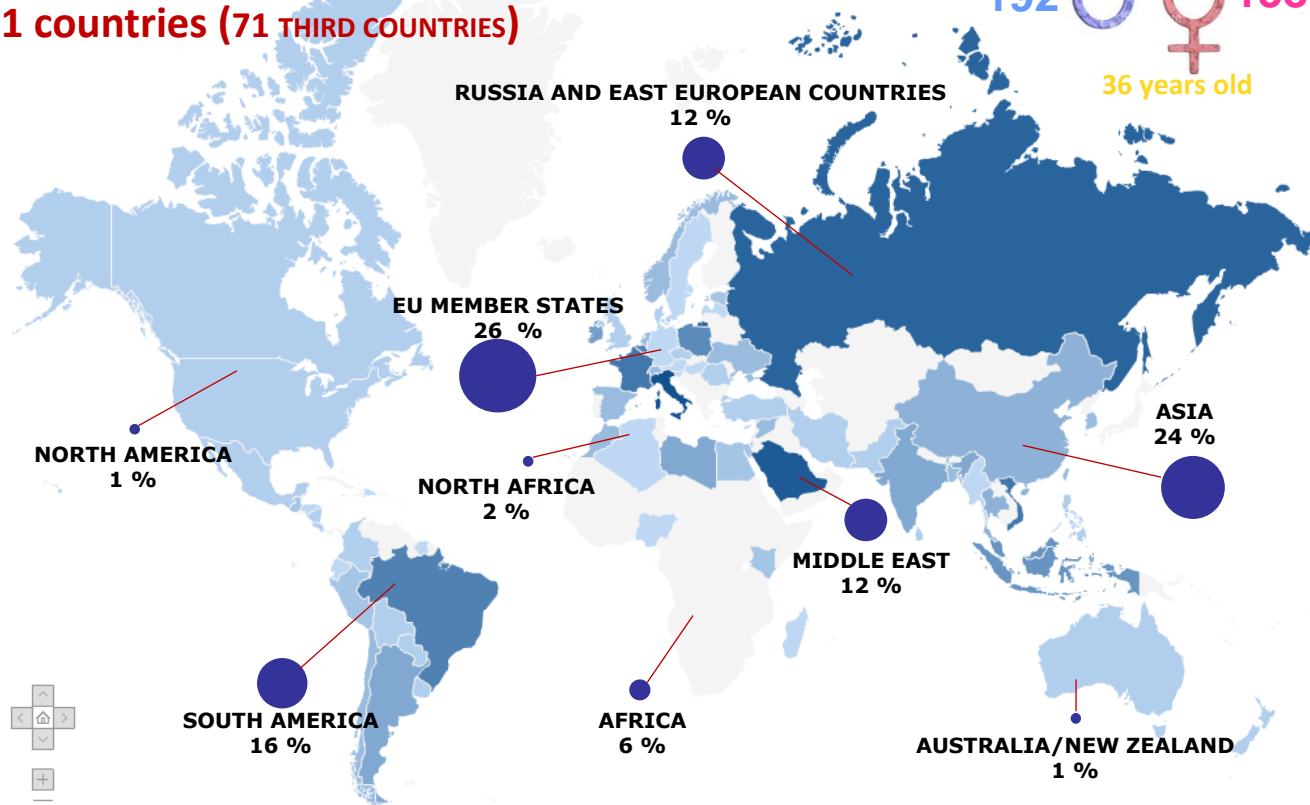 1 countries (71 THIRD COUNTRIES)
192
36 years old
RUSSIA AND EAST EUROPEAN COUNTRIES
12 %
EU MEMBER STATES
26 %
ASIA
24 %
NORTH AMERICA
1 %
NORTH AFRICA
2 %
MIDDLE EAST
12 %
SOUTH AMERICA
16 %
AFRICA
6 %
AUSTRALIA/NEW ZEALAND
1 %